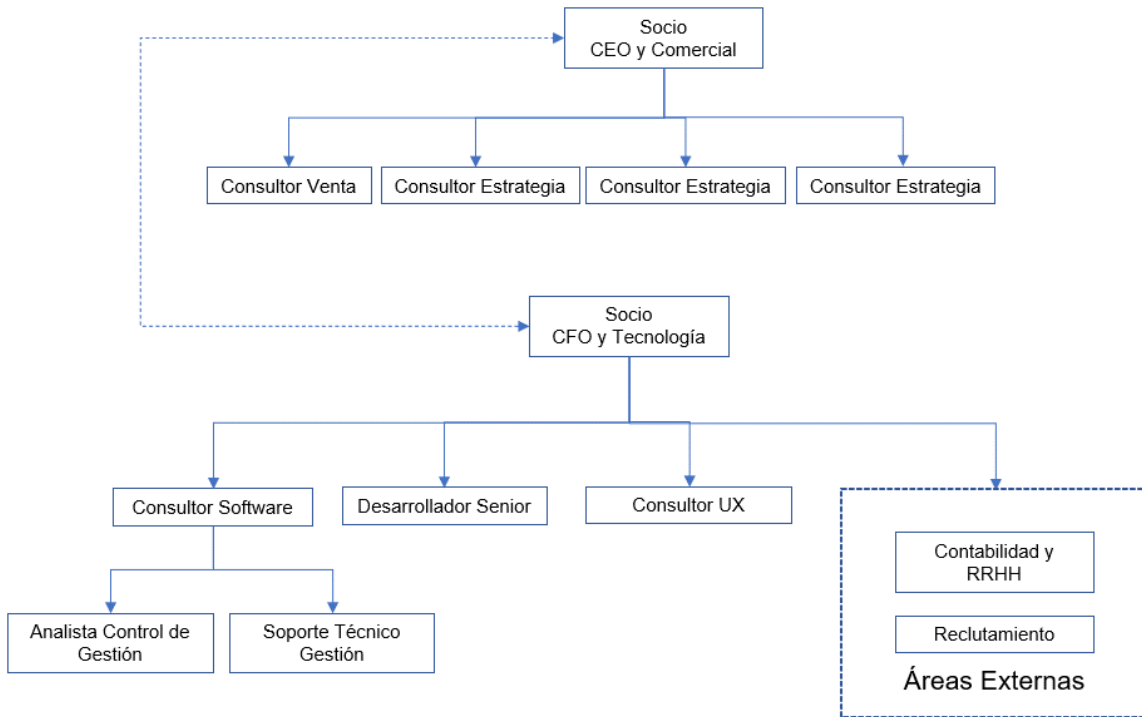 Socio
CEO y Comercial
Consultor Venta
Consultor Estrategia
Consultor Estrategia
Consultor Estrategia
Socio
CFO y Tecnología
Consultor Software
Desarrollador Senior
Consultor UX
Contabilidad y
RRHH
Analista Control de
Gestión
Soporte Técnico
Gestión
Reclutamiento
Áreas Externas